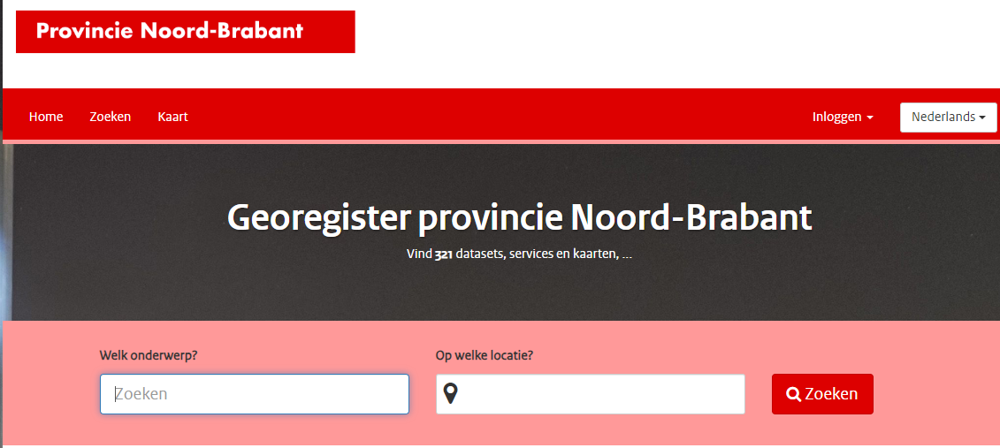 Provincie Noord-Brabant
Home Zoeken Kaart Inloggen Nederlands
Georegister provincie Noord-Brabant
Vind 321 datasets, services en kaarten, ...
Welk onderwerp? Op welke locatie?
Zoeken Zoeken